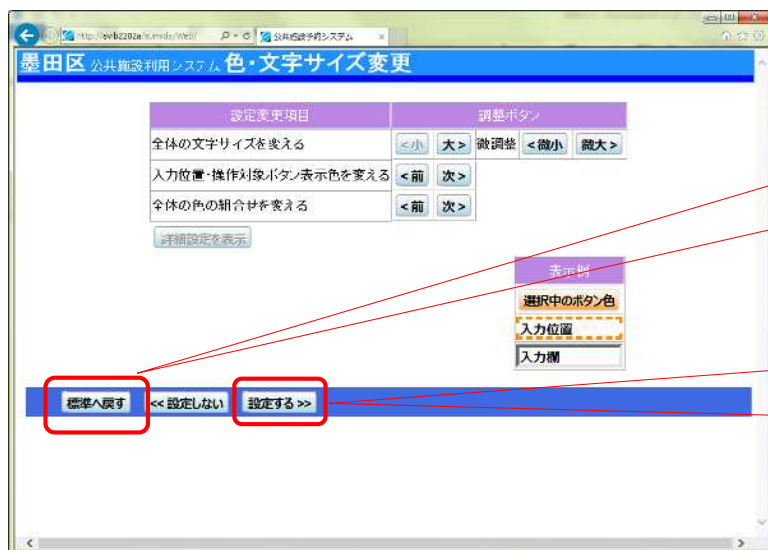 公共施設予約システム
墨田区 公共施設利用システム 色・文字サイズ変更
設定変更項目 調整ボタン
全体の文字サイズを変える <小 大> 微調整 <微小 微大>
入力位置・操作対象ボタン表示色を変える <前 次>
全体の色の組合せを変える <前 次>
詳細設定を表示
表示例
選択中のボタン色
入力位置
入力欄
標準へ戻す << 設定しない 設定する >>